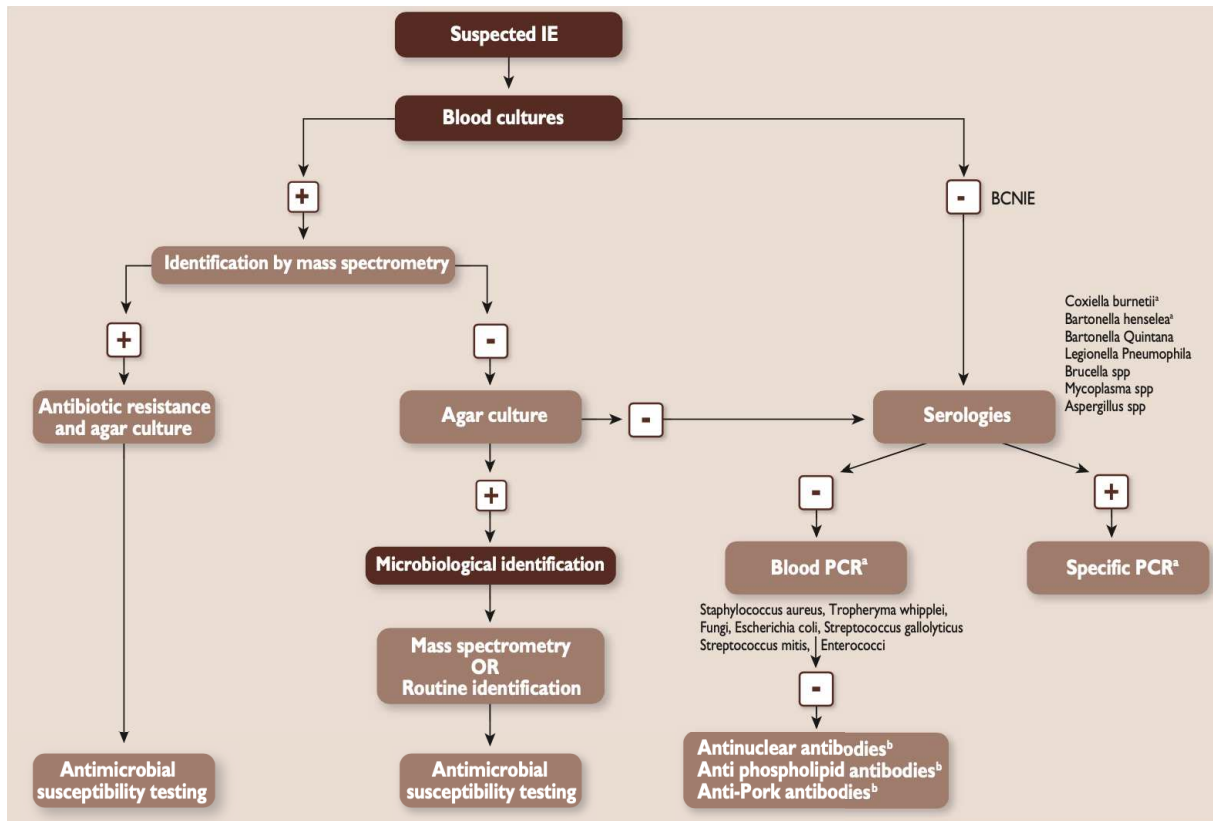 Suspected IE
Blood cultures
+
-
BCNIE
Identification by mass spectrometry
+
-
Coxiella burnetiiᵃ
Bartonella henseleaᵃ
Bartonella Quintana
Legionella Pneumophila
Brucella spp
Mycoplasma spp
Aspergillus spp
Antibiotic resistance
and agar culture
Agar culture
-
Serologies
+
-
+
Microbiological identification
Blood PCRᵃ
Specific PCRᵃ
Staphylococcus aureus, Tropheryma whipplei,
Fungi, Escherichia coli, Streptococcus gallolyticus
Streptococcus mitis, Enterococci
Mass spectrometry
OR
Routine identification
-
Antimicrobial
susceptibility testing
Antimicrobial
susceptibility testing
Antinuclear antibodiesᵇ
Anti phospholipid antibodiesᵇ
Anti-Pork antibodiesᵇ